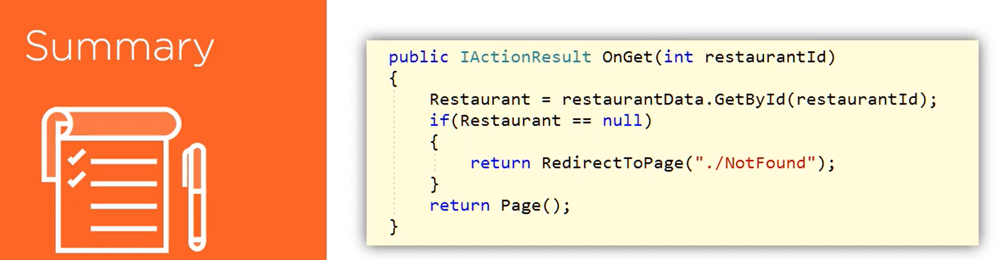 Summary
public IActionResult OnGet(int restaurantId)
{
    Restaurant = restaurantData.GetById(restaurantId);
    if(Restaurant == null)
    {
        return RedirectToPage("./NotFound");
    }
    return Page();
}